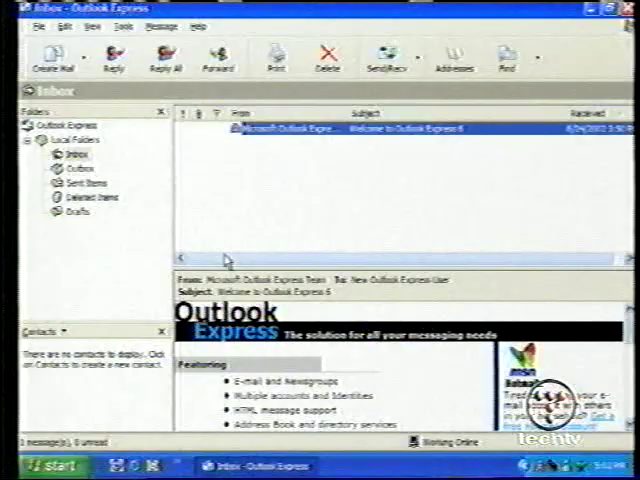 Inbox - Outlook Express
File Edit View Tools Message Help
Create Mail Reply Reply All Forward Print Delete Send/Recv Addresses Find
Inbox
Folders
! From Subject Received
Outlook Express
Microsoft Outlook Expre... Welcome to Outlook Express 6
Local Folders
Inbox
Outbox
Sent Items
Deleted Items
Drafts
From: Microsoft Outlook Express Team To: New Outlook Express User
Subject: Welcome to Outlook Express 6
Outlook
Express The solution for all your messaging needs
Contacts
There are no contacts to display. Click
on Contacts to create a new contact.
Featuring
E-mail and Newsgroups
Multiple accounts and Identities
HTML message support
Address Book and directory services
msn
Hotmail
Tired
techtv
message(s), 0 unread
Working Online
start
Inbox - Outlook Express